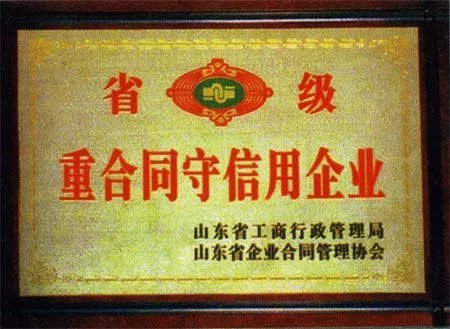 省 级
重合同守信用企业
山东省工商行政管理局
山东省企业合同管理协会